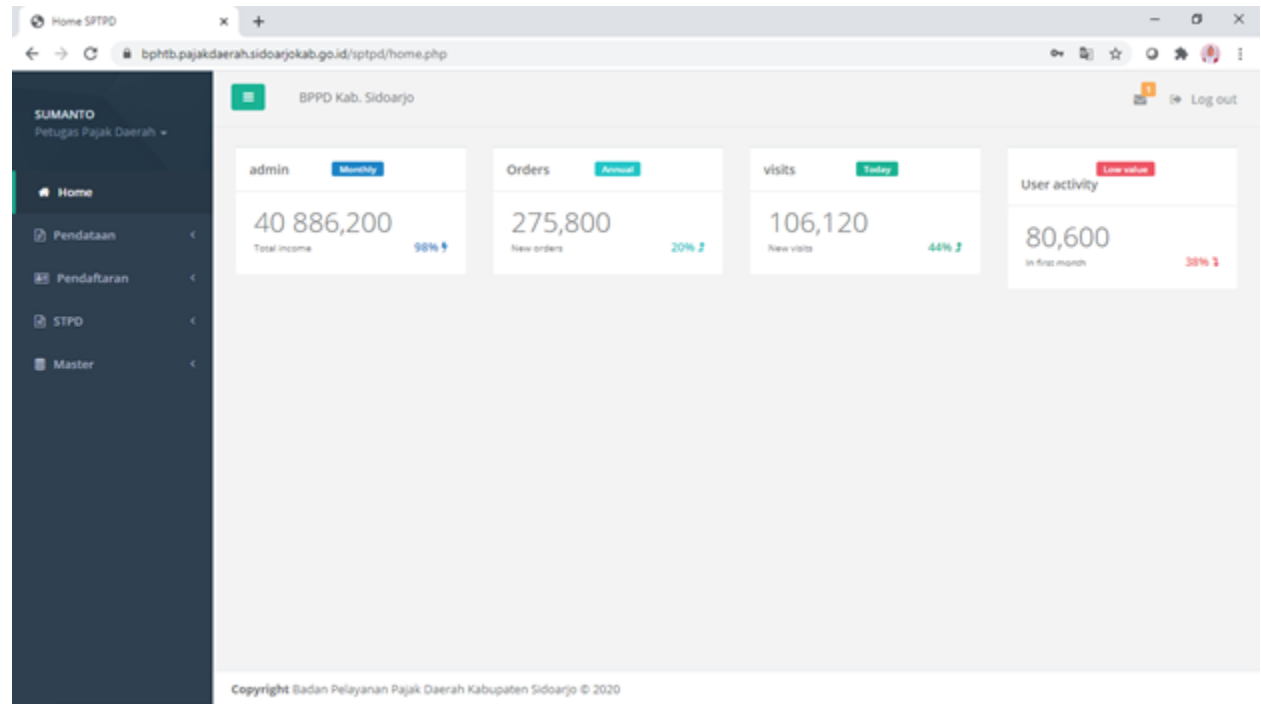 Home SPTPD
bphtb.pajakdaerah.sidoarjokab.go.id/sptpd/home.php
SUMANTO
Petugas Pajak Daerah
Home
Pendataan
Pendaftaran
STPD
Master
BPPD Kab. Sidoarjo
Log out
admin Monthly
40 886,200
Total income 98%
Orders Annual
275,800
New orders 20%
visits Today
106,120
New visits 44%
Low value
User activity
80,600
In first month 38%
Copyright Badan Pelayanan Pajak Daerah Kabupaten Sidoarjo © 2020